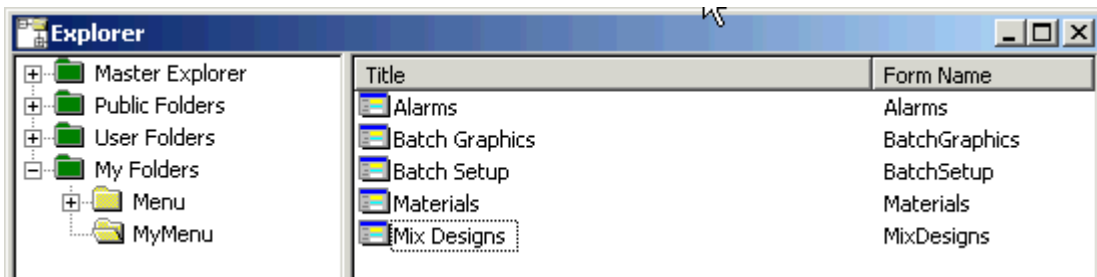 Explorer
Master Explorer
Public Folders
User Folders
My Folders
Menu
MyMenu
Title Form Name
Alarms Alarms
Batch Graphics BatchGraphics
Batch Setup BatchSetup
Materials Materials
Mix Designs MixDesigns